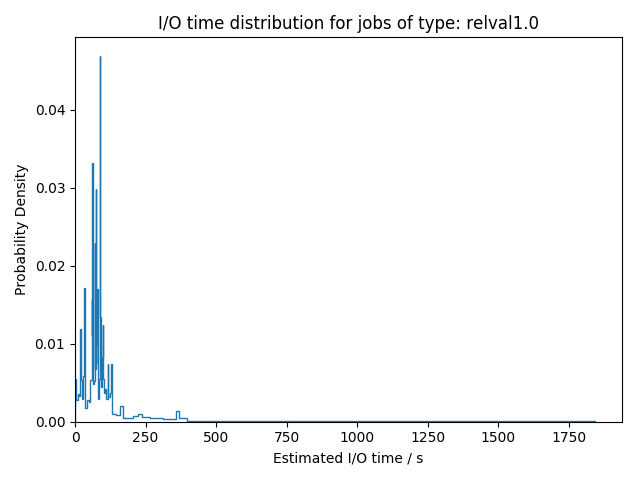 I/O time distribution for jobs of type: relval1.0
Probability Density
0.04
0.03
0.02
0.01
0.00
0 250 500 750 1000 1250 1500 1750
Estimated I/O time / s